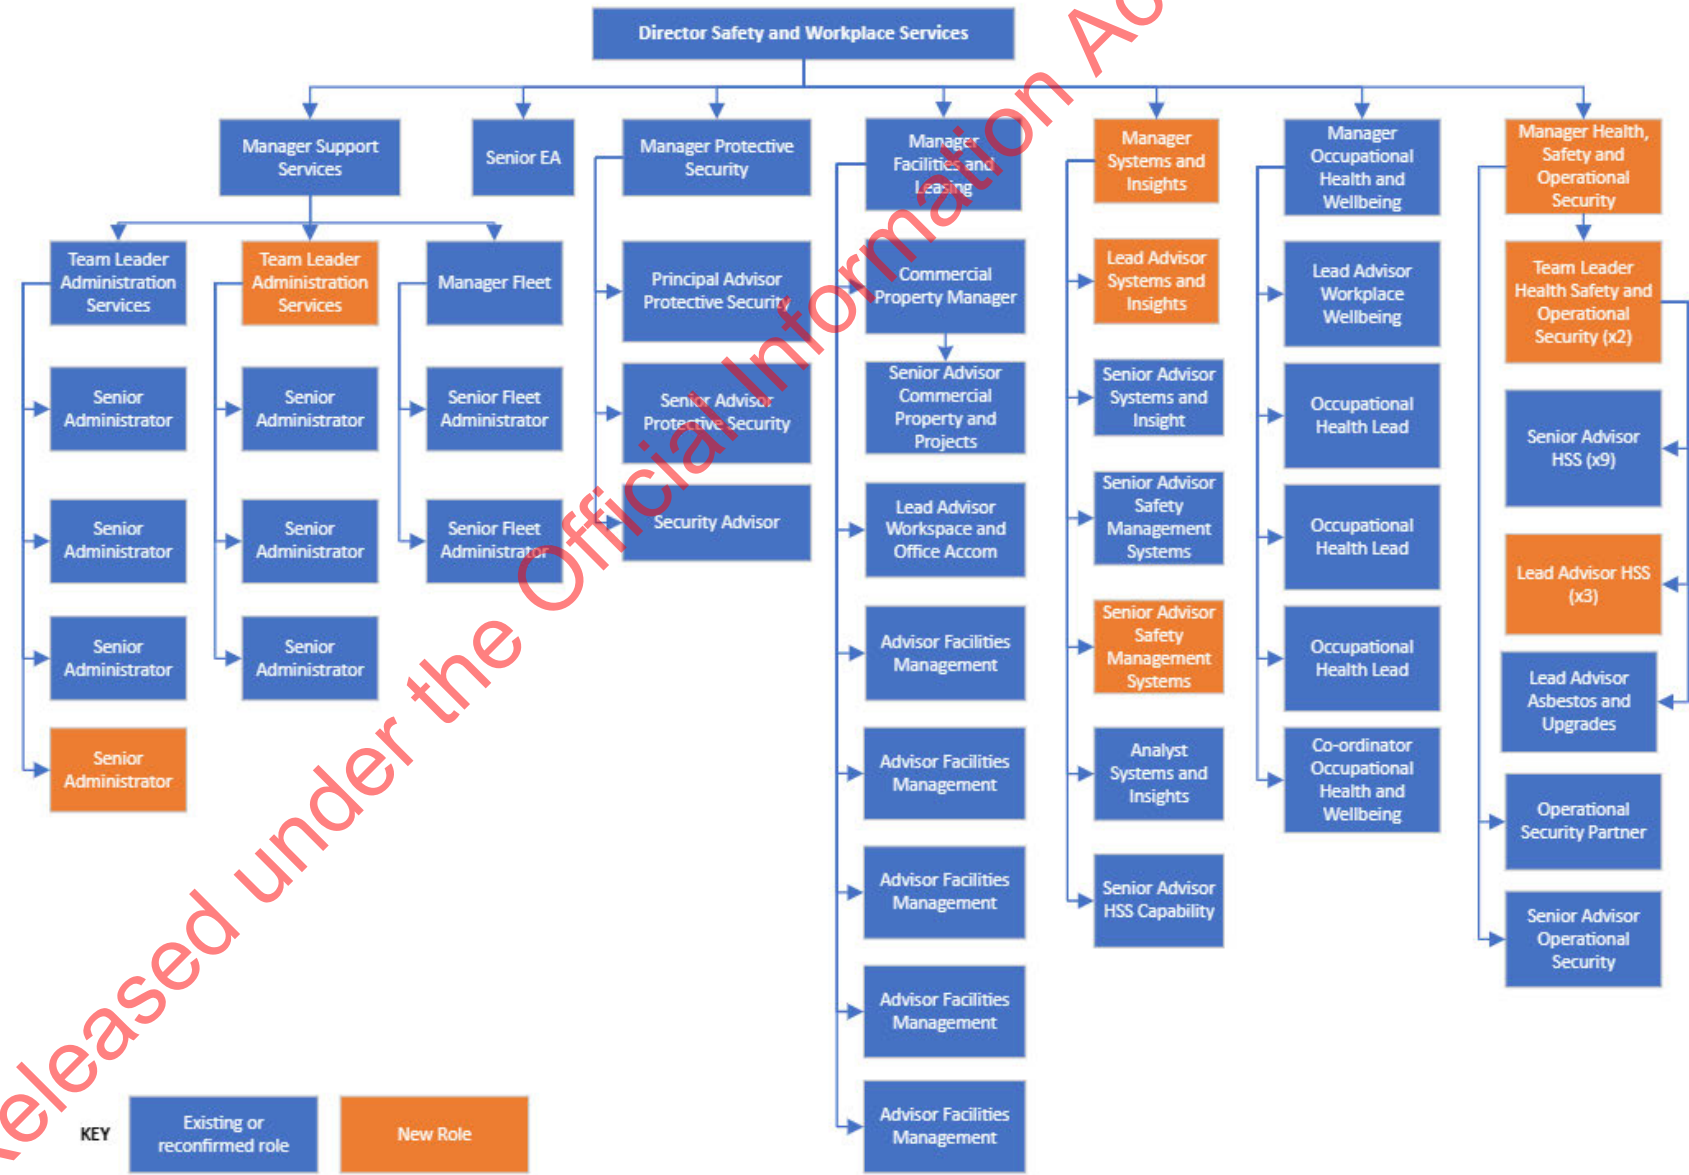 Director Safety and Workplace Services
Manager Support
Services
Senior EA
Manager Protective
Security
Manager
Facilities and
Leasing
Manager
Systems and
Insights
Manager
Occupational
Health and
Wellbeing
Manager Health,
Safety and
Operational
Security
Team Leader
Administration
Services
Team Leader
Administration
Services
Manager Fleet
Principal Advisor
Protective Security
Commercial
Property Manager
Lead Advisor
Systems and
Insights
Lead Advisor
Workplace
Wellbeing
Team Leader
Health Safety and
Operational
Security (x2)
Senior
Administrator
Senior
Administrator
Senior Fleet
Administrator
Senior Advisor
Protective Security
Senior Advisor
Commercial
Property and
Projects
Senior Advisor
Systems and
Insight
Occupational
Health Lead
Senior Advisor
HSS (x9)
Senior
Administrator
Senior
Administrator
Senior Fleet
Administrator
Security Advisor
Lead Advisor
Workspace and
Office Accom
Senior Advisor
Safety
Management
Systems
Occupational
Health Lead
Lead Advisor HSS
(x3)
Senior
Administrator
Senior
Administrator
Advisor Facilities
Management
Senior Advisor
Safety
Management
Systems
Occupational
Health Lead
Lead Advisor
Asbestos and
Upgrades
Senior
Administrator
Advisor Facilities
Management
Analyst
Systems and
Insights
Co-ordinator
Occupational
Health and
Wellbeing
Operational
Security Partner
Advisor Facilities
Management
Senior Advisor
HSS Capability
Senior Advisor
Operational
Security
Advisor Facilities
Management
Advisor Facilities
Management
KEY
Existing or
reconfirmed role
New Role
Released under the Official Information Ac